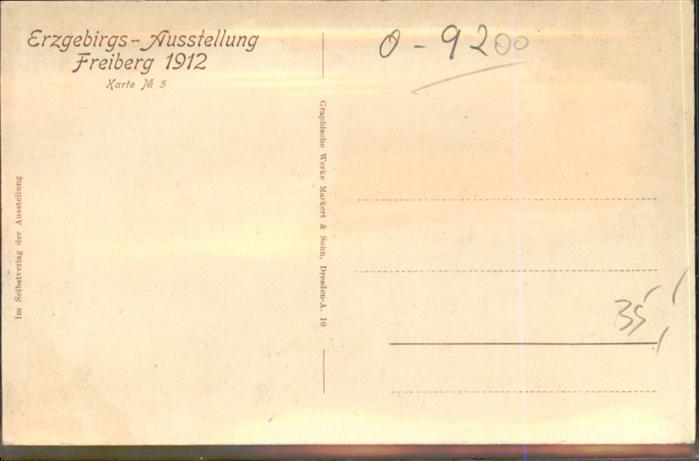 Erzgebirgs-Ausstellung
Freiberg 1912
Karte № 5
Im Selbstverlag der Ausstellung
Graphische Werke Markert & Sohn, Dresden-A. 10
0-9200
35,-